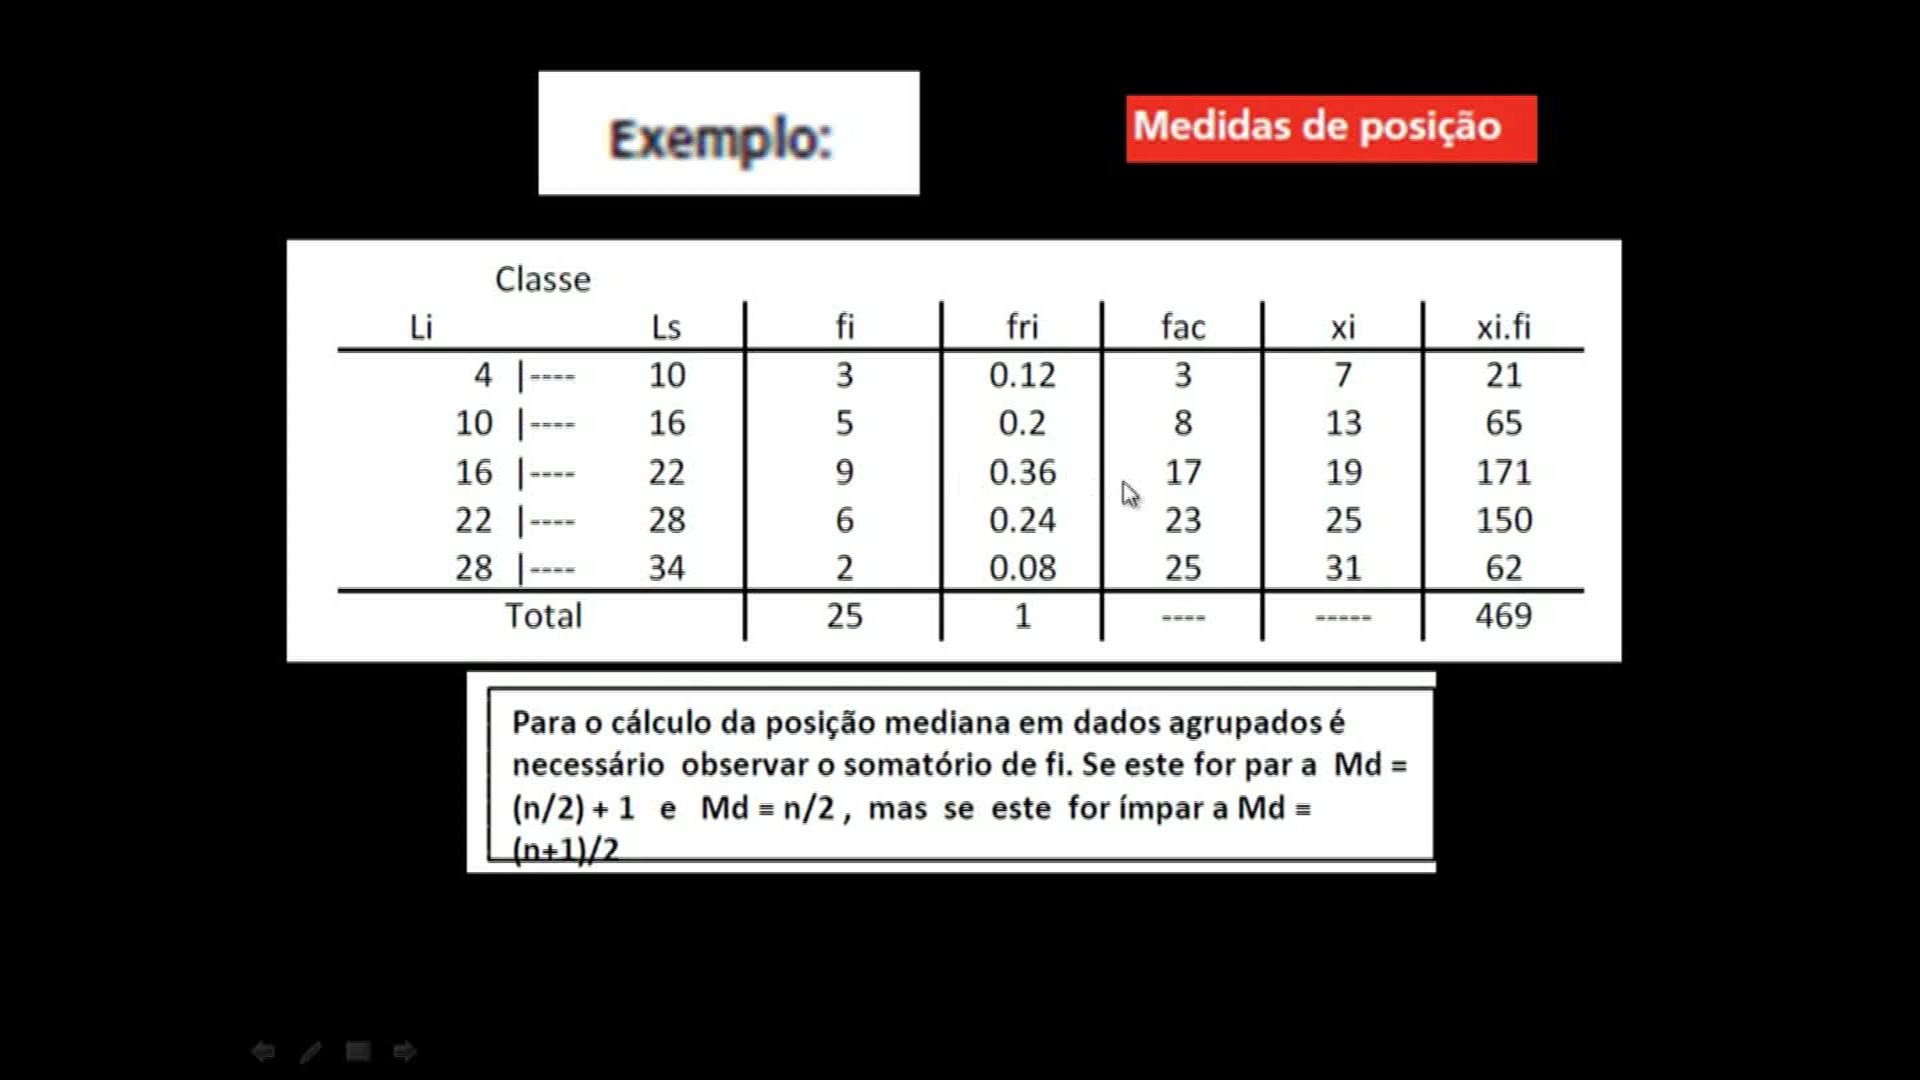 Exemplo:
Medidas de posição
Classe
Li Ls fi fri fac xi xi.fi
4 |---- 10 3 0.12 3 7 21
10 |---- 16 5 0.2 8 13 65
16 |---- 22 9 0.36 17 19 171
22 |---- 28 6 0.24 23 25 150
28 |---- 34 2 0.08 25 31 62
Total 25 1 ---- ----- 469
Para o cálculo da posição mediana em dados agrupados é
necessário observar o somatório de fi. Se este for par a Md =
(n/2) + 1 e Md = n/2 , mas se este for ímpar a Md =
(n+1)/2